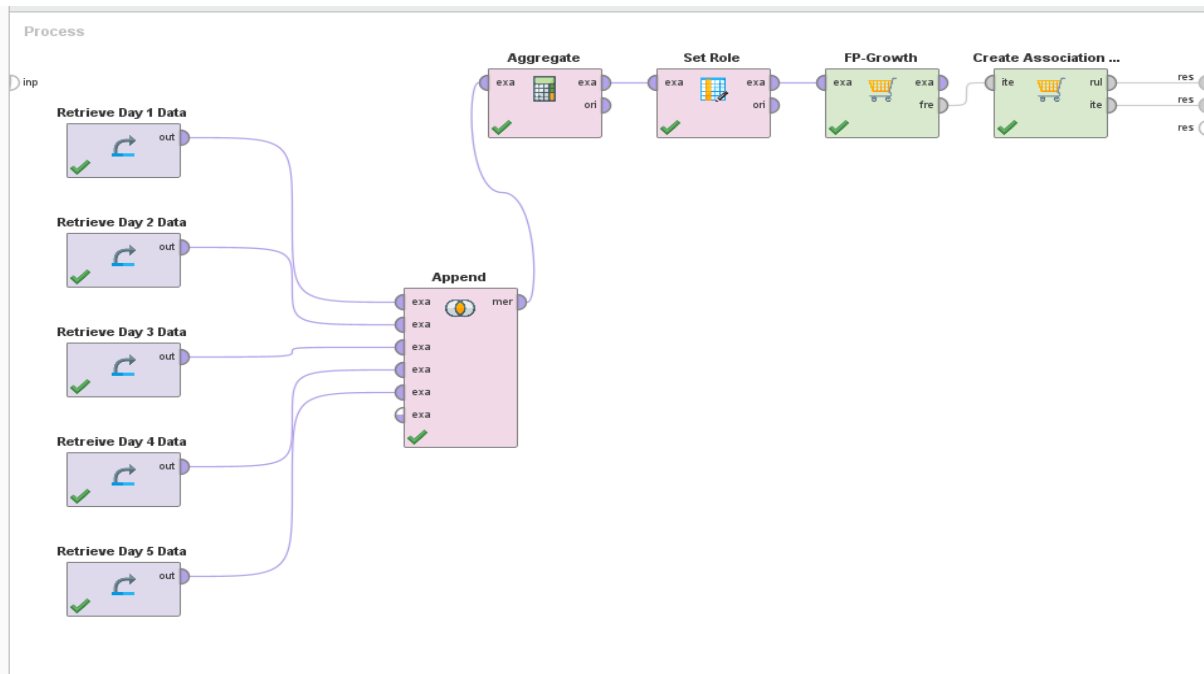 Process
inp
Retrieve Day 1 Data
out
Retrieve Day 2 Data
out
Retrieve Day 3 Data
out
Retreive Day 4 Data
out
Retrieve Day 5 Data
out
Append
exa mer
exa
exa
exa
exa
exa
Aggregate
exa exa
ori
Set Role
exa exa
ori
FP-Growth
exa exa
fre
Create Association ...
ite rul
ite
res
res
res